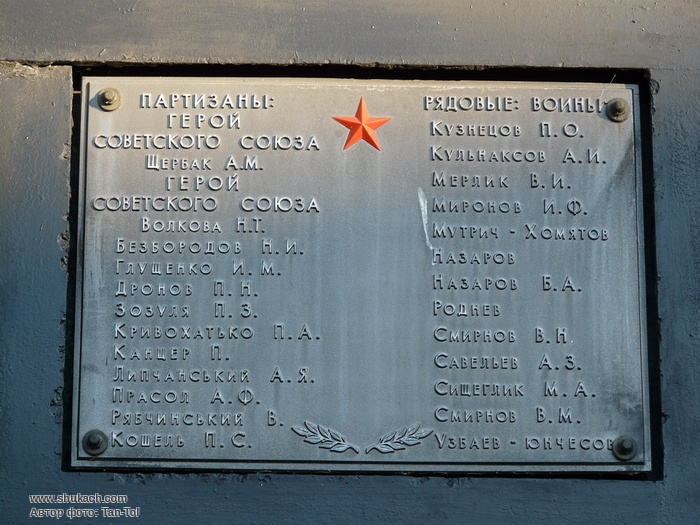 ПАРТИЗАНЫ:
ГЕРОЙ
СОВЕТСКОГО СОЮЗА
ЩЕРБАК А.М.
ГЕРОЙ
СОВЕТСКОГО СОЮЗА
ВОЛКОВА Н.Т.
БЕЗБОРОДОВ Н.И.
ГЛУЩЕНКО И.М.
ДРОНОВ П.Н.
ЗОЗУЛЯ П.З.
КРИВОХАТЬКО П.А.
КАНЦЕР П.
ЛИПЧАНСЬКИЙ А.Я.
ПРАСОЛ А.Ф.
РЯБЧИНСЬКИЙ В.
КОШЕЛЬ П.С.
РЯДОВЫЕ: ВОИНЫ
КУЗНЕЦОВ П.О.
КУЛЬНАКСОВ А.И.
МЕРЛИК В.И.
МИРОНОВ И.Ф.
МУТРИЧ - ХОМЯТОВ
НАЗАРОВ
НАЗАРОВ Б.А.
РОДНЕВ
СМИРНОВ В.Н.
САВЕЛЬЕВ А.З.
СИЩЕГЛИК М.А.
СМИРНОВ В.М.
УЗБАЕВ - ЮНЧЕСОВ
www.shukach.com
Автор фото: Tan-Tol